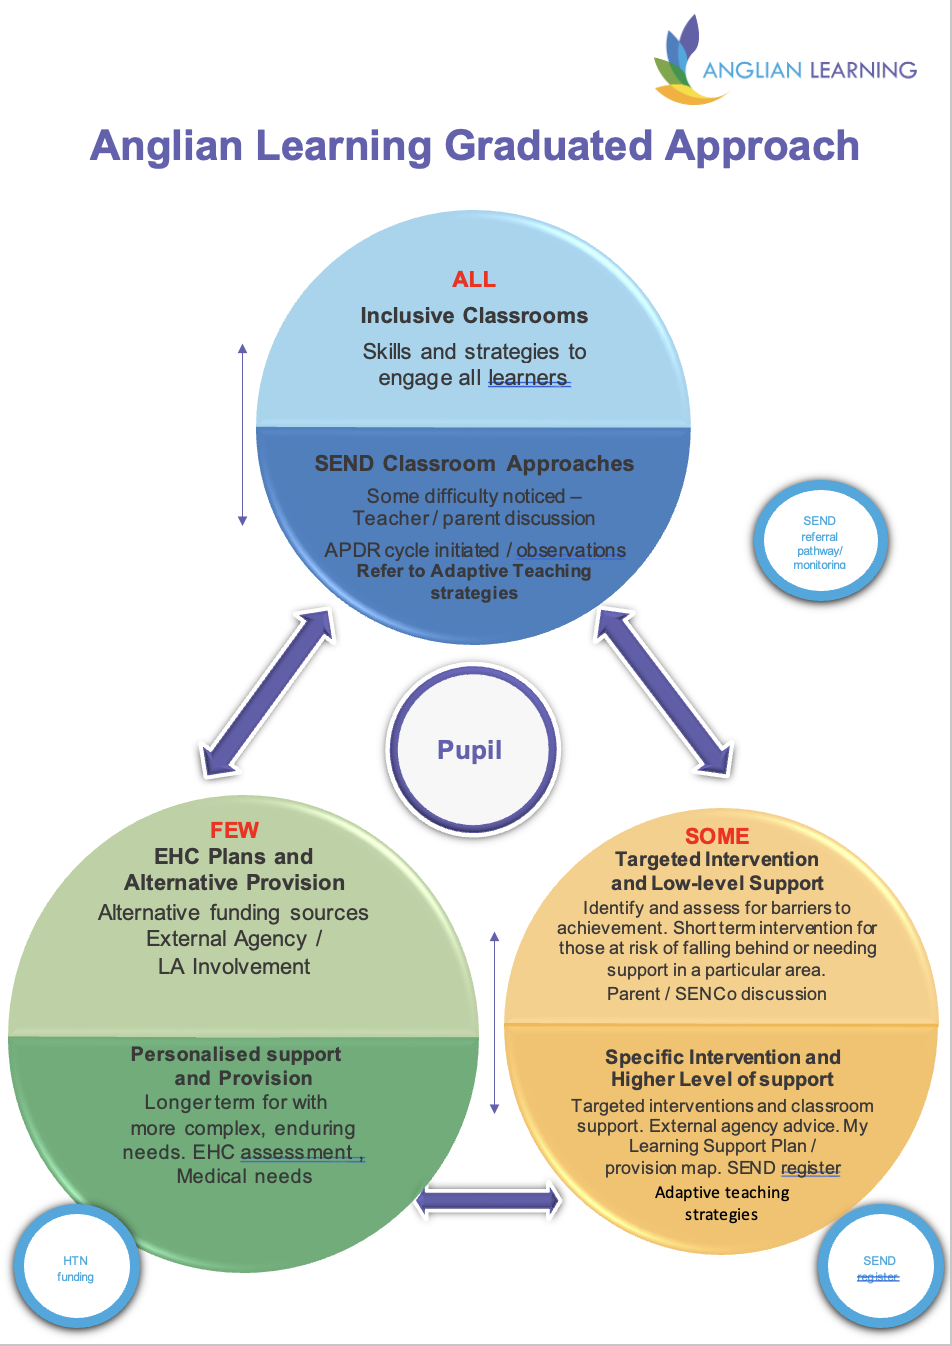 ANGLIAN LEARNING
Anglian Learning Graduated Approach
ALL
Inclusive Classrooms
Skills and strategies to
engage all learners
SEND Classroom Approaches
Some difficulty noticed –
Teacher / parent discussion
APDR cycle initiated / observations
Refer to Adaptive Teaching
strategies
SEND
referral
pathway/
monitoring
Pupil
FEW
EHC Plans and
Alternative Provision
Alternative funding sources
External Agency /
LA Involvement
Personalised support
and Provision
Longer term for with
more complex, enduring
needs. EHC assessment ,
Medical needs
HTN
funding
SOME
Targeted Intervention
and Low-level Support
Identify and assess for barriers to
achievement. Short term intervention for
those at risk of falling behind or needing
support in a particular area.
Parent / SENCo discussion
Specific Intervention and
Higher Level of support
Targeted interventions and classroom
support. External agency advice. My
Learning Support Plan /
provision map. SEND register
Adaptive teaching
strategies
SEND
register